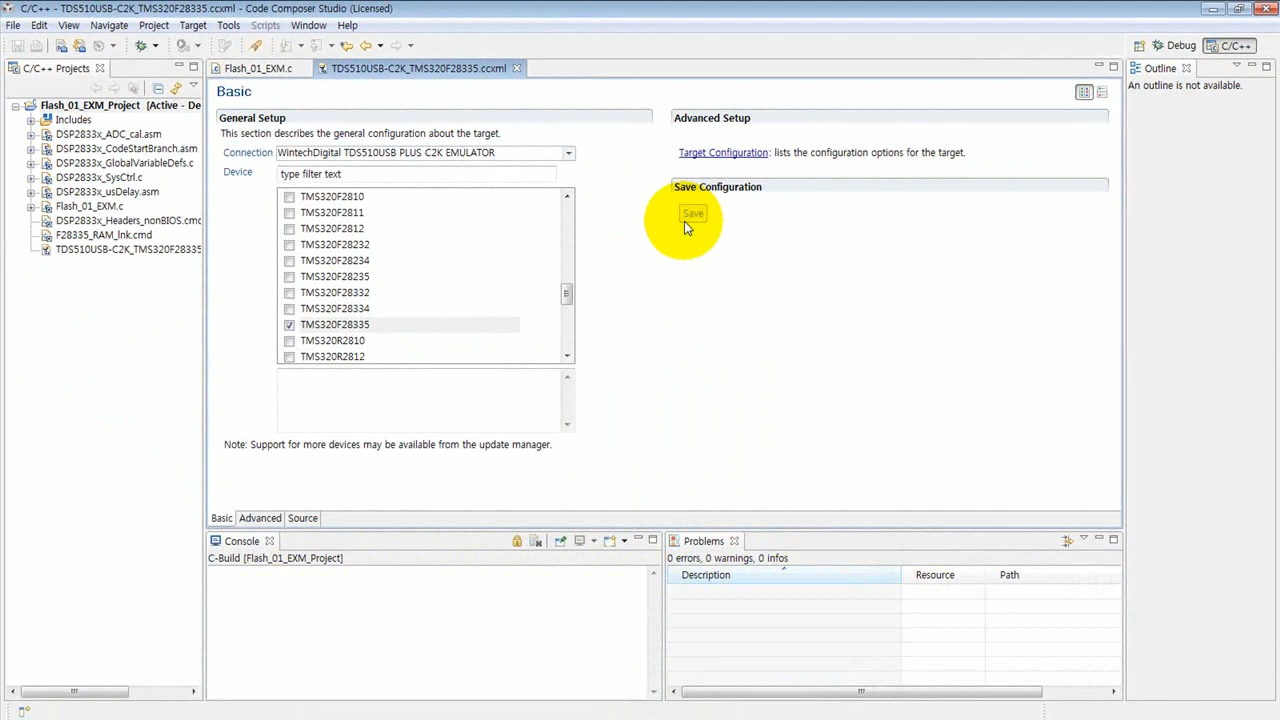 C/C++ - TDS510USB-C2K_TMS320F28335.ccxml - Code Composer Studio (Licensed)
File Edit View Navigate Project Target Tools Scripts Window Help
Debug C/C++
C/C++ Projects
Flash_01_EXM.c TDS510USB-C2K_TMS320F28335.ccxml
Outline
An outline is not available.
Flash_01_EXM_Project [Active - De
Includes
DSP2833x_ADC_cal.asm
DSP2833x_CodeStartBranch.asm
DSP2833x_GlobalVariableDefs.c
DSP2833x_SysCtrl.c
DSP2833x_usDelay.asm
Flash_01_EXM.c
DSP2833x_Headers_nonBIOS.cmd
F28335_RAM_lnk.cmd
TDS510USB-C2K_TMS320F28335
Basic
General Setup
This section describes the general configuration about the target.
Connection WintechDigital TDS510USB PLUS C2K EMULATOR
Device type filter text
TMS320F2810
TMS320F2811
TMS320F2812
TMS320F28232
TMS320F28234
TMS320F28235
TMS320F28332
TMS320F28334
TMS320F28335
TMS320R2810
TMS320R2812
Note: Support for more devices may be available from the update manager.
Advanced Setup
Target Configuration: lists the configuration options for the target.
Save Configuration
Save
Basic Advanced Source
Console
C-Build [Flash_01_EXM_Project]
Problems
0 errors, 0 warnings, 0 infos
Description Resource Path